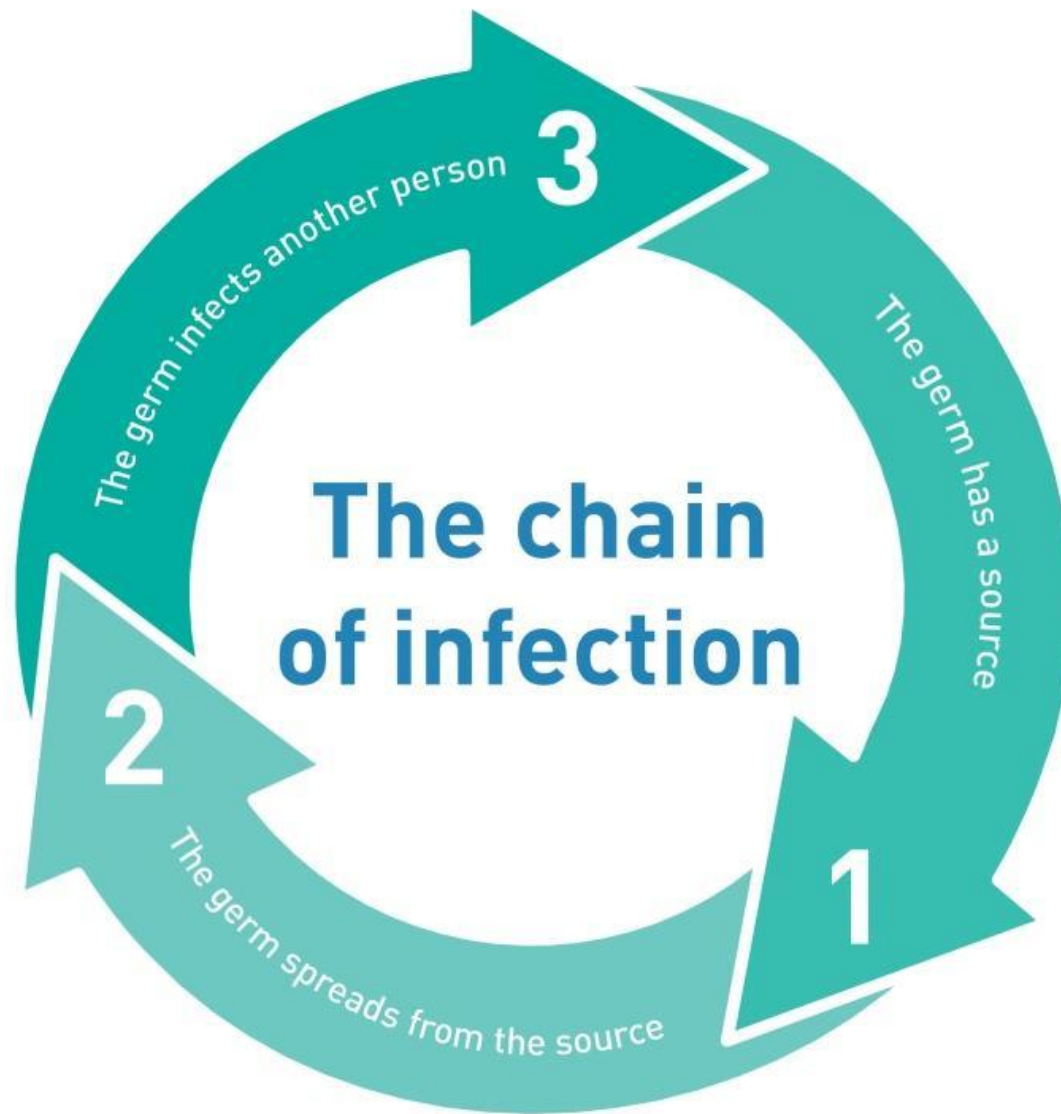 The chain
of infection
1
The germ has a source
2
The germ spreads from the source
3
The germ infects another person